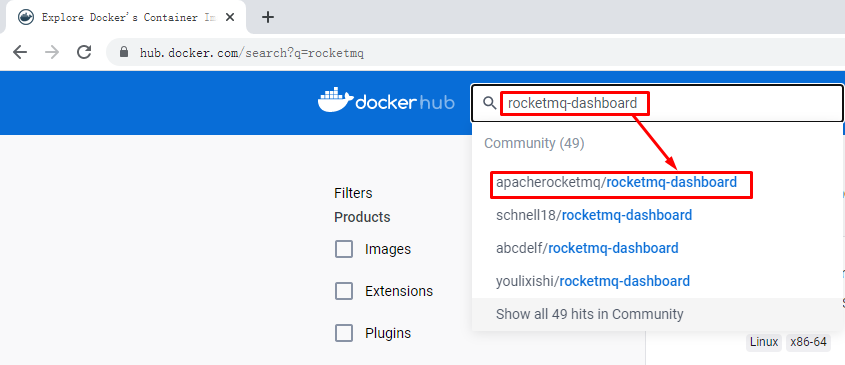 Explore Docker's Container Im
hub.docker.com/search?q=rocketmq
dockerhub
rocketmq-dashboard
Community (49)
apacherocketmq/rocketmq-dashboard
schnell18/rocketmq-dashboard
abcdelf/rocketmq-dashboard
youlixishi/rocketmq-dashboard
Show all 49 hits in Community
Filters
Products
Images
Extensions
Plugins
Linux x86-64